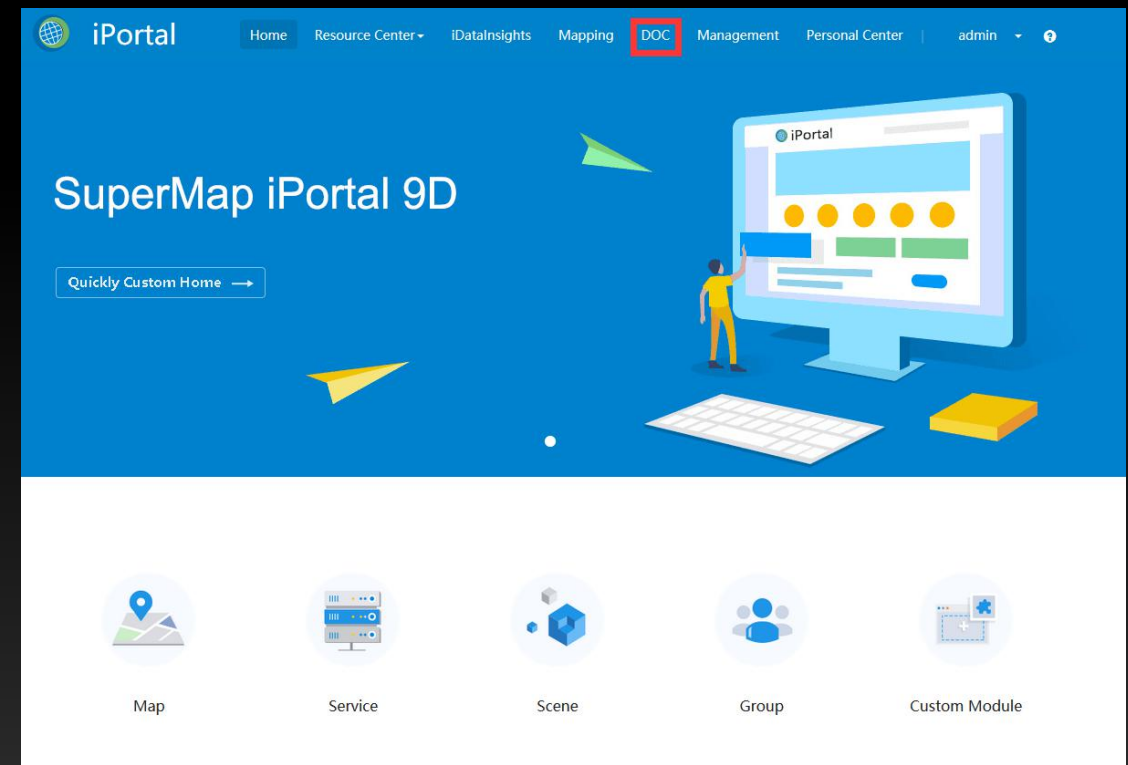 iPortal Home Resource Center iDataInsights Mapping DOC Management Personal Center | admin ?
iPortal
SuperMap iPortal 9D
Quickly Custom Home →
Map Service Scene Group Custom Module